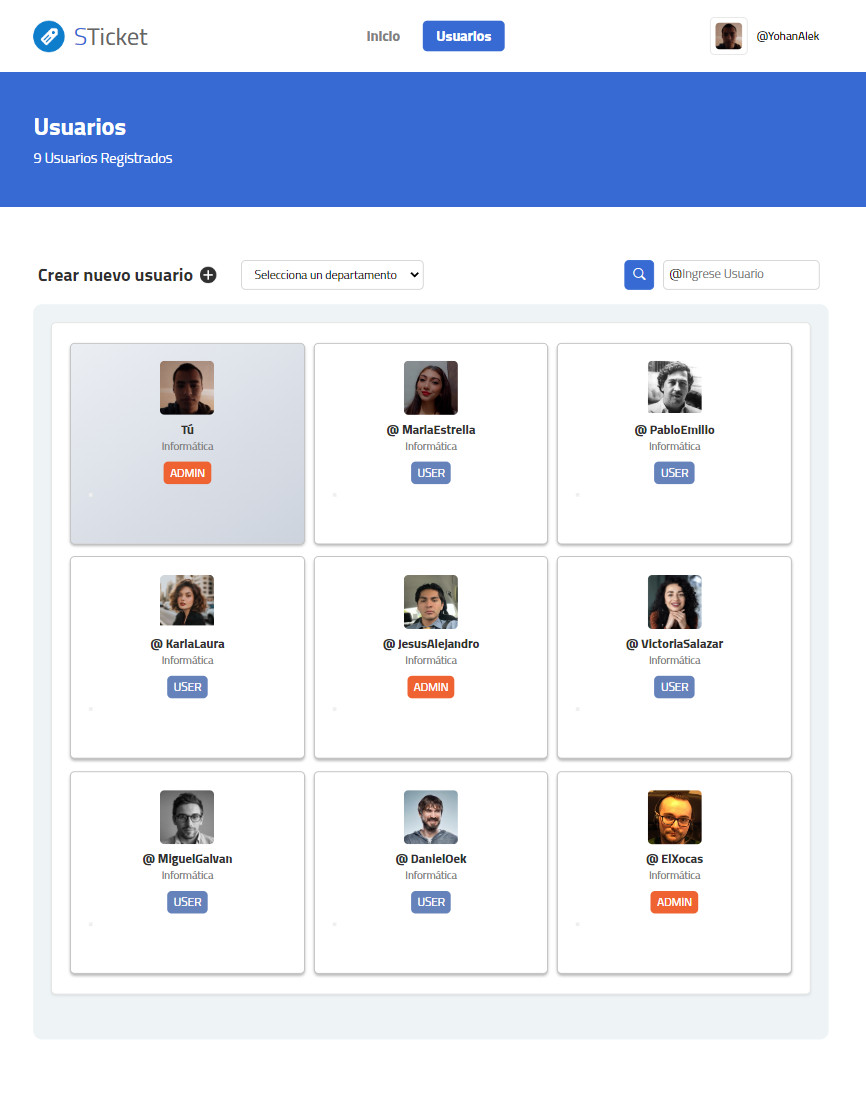 STicket
Inicio
Usuarios
@YohanAlek
Usuarios
9 Usuarios Registrados
Crear nuevo usuario
Selecciona un departamento
@Ingrese Usuario
Tú
Informática
ADMIN
@ MariaEstrella
Informática
USER
@ PabloEmilio
Informática
USER
@ KarlaLaura
Informática
USER
@ JesusAlejandro
Informática
ADMIN
@ VictoriaSalazar
Informática
USER
@ MiguelGalvan
Informática
USER
@ DanielOek
Informática
USER
@ ElXocas
Informática
ADMIN